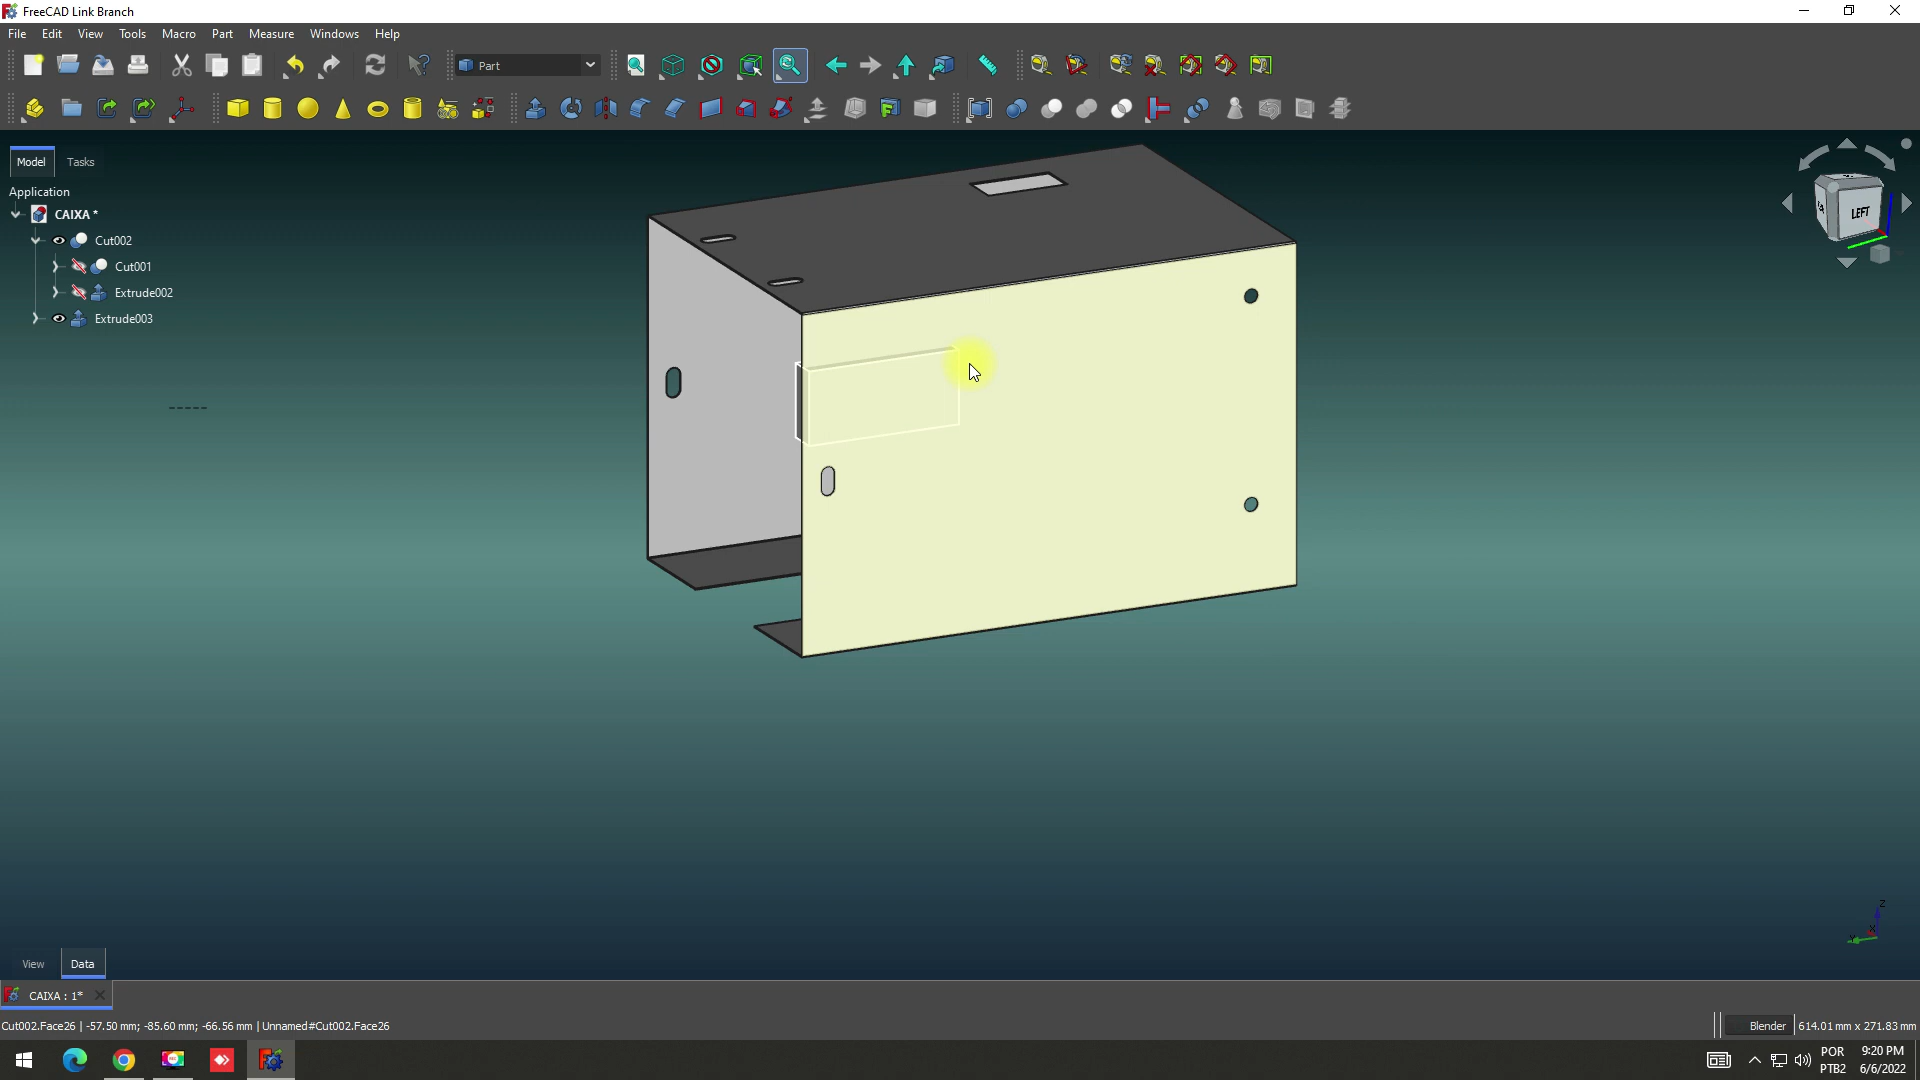 FreeCAD Link Branch
File Edit View Tools Macro Part Measure Windows Help
Part
Model Tasks
Application
CAIXA *
Cut002
Cut001
Extrude002
Extrude003
LEFT
Z
X
View Data
CAIXA : 1*
Cut002.Face26 | -57.50 mm; -85.60 mm; -66.56 mm | Unnamed#Cut002.Face26
Blender 614.01 mm x 271.83 mm
POR
PTB2
9:20 PM
6/6/2022